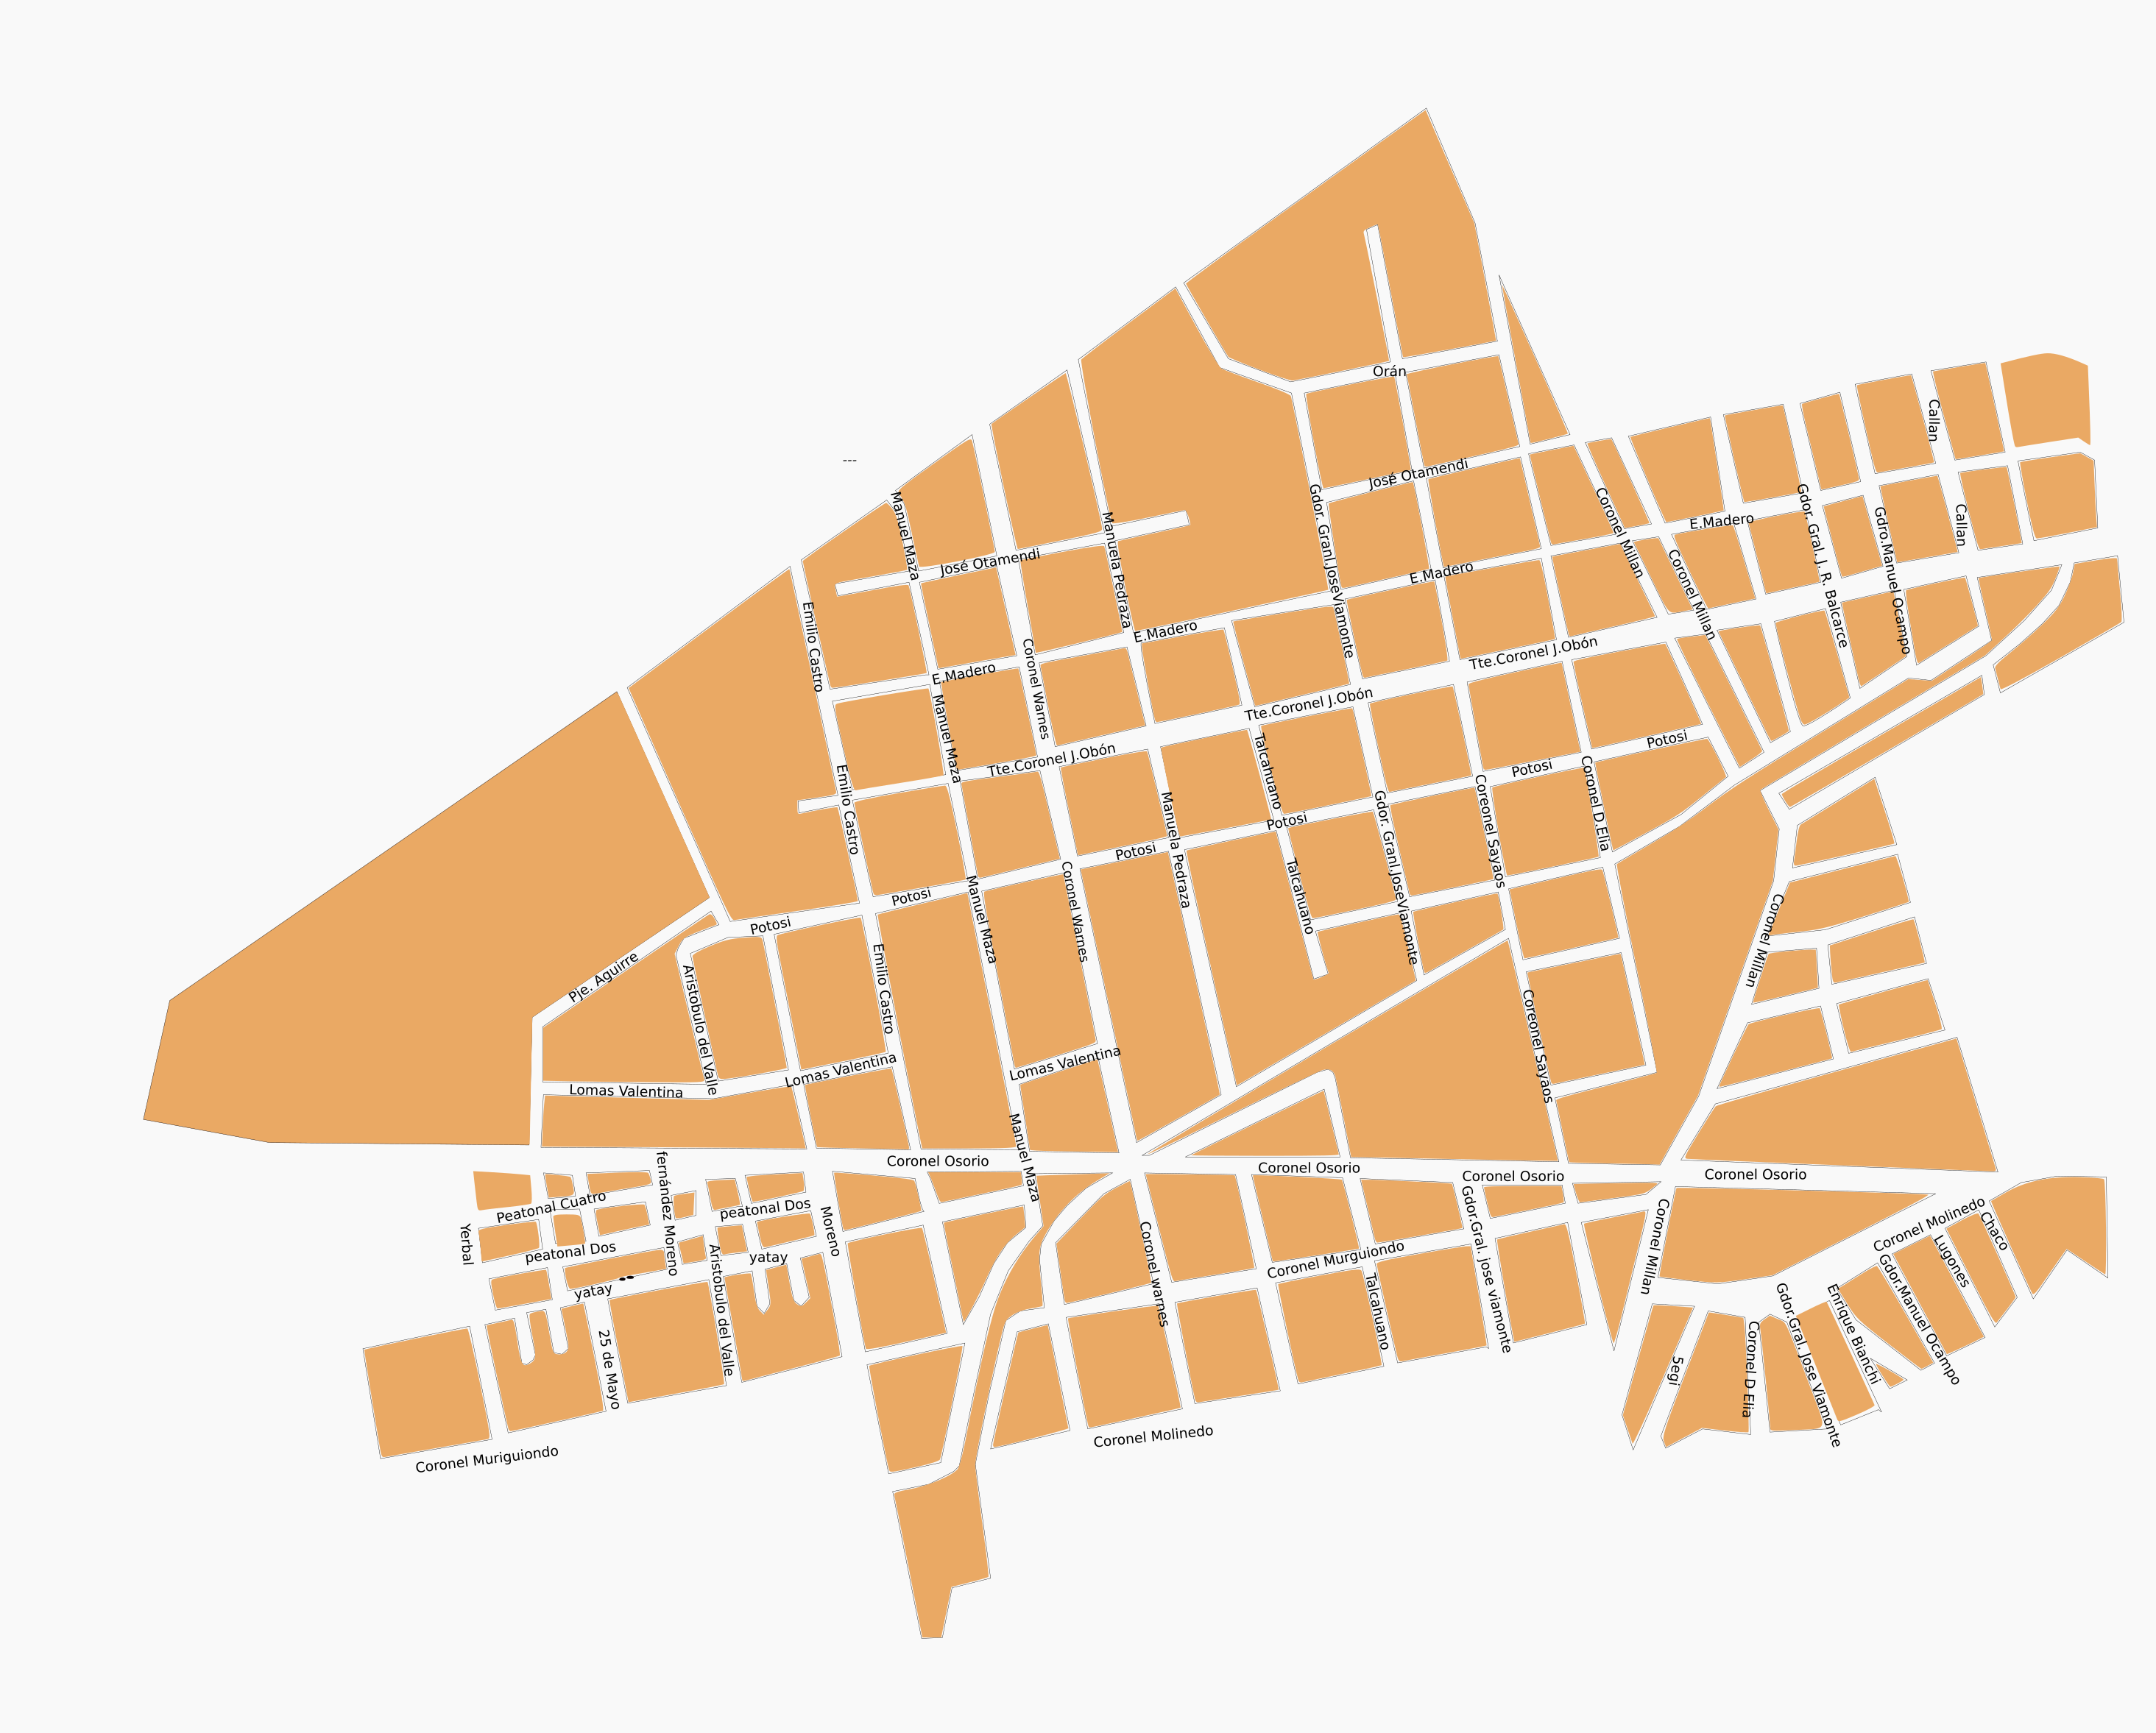 Orán
Callan
---
José Otamendi
E
Manuel Maza
Gdor. Granl.JoseViamonte
Coronel Millan
Gdor. Gral. J. R. Balcarce
Gdro.Manuel Ocampo
Callan
Manuela Pedraza
E.Madero
José Otamendi
E.Madero
Coronel Millan
Emilio Castro
E.Madero
Coronel Warnes
E.Madero
Tte.Coronel J.Obón
Manuel Maza
Tte.Coronel J.Obón
Potosi
Tte.Coronel J.Obón
Talcahuano
Potosi
Coronel D.Elia
Emilio Castro
Coreonel Sayaos
Manuela Pedraza
Gdor. Granl.JoseViamonte
Potosi
Potosi
Coronel Warnes
Talcahuano
Manuel Maza
Potosi
Coronel Millan
Potosi
Emilio Castro
Pje. Aguirre
Aristobulo del Valle
Coreonel Sayaos
Lomas Valentina
Lomas Valentina
Lomas Valentina
Manuel Maza
fernández Moreno
Coronel Osorio
Coronel Osorio
Coronel Osorio
Coronel Osorio
Peatonal Cuatro
peatonal Dos
Moreno
Gdor.Gral. jose viamonte
Coronel Millan
Coronel Molinedo
Chaco
Yerbal
peatonal Dos
Aristobulo del Valle
yatay
Coronel warnes
Coronel Murguiondo
Lugones
Gdor.Manuel Ocampo
yatay
Talcahuano
Enrique Bianchi
Gdor.Gral. Jose Viamonte
25 de Mayo
Coronel D Elia
5egi
Coronel Molinedo
Coronel Muriguiondo